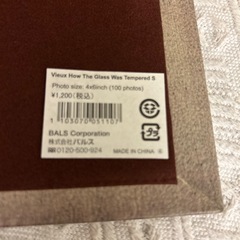 Vieux How The Glass Was Tempered S
Photo size: 4x6inch (100 photos)
¥1,200(税込)
1103070051107
BALS Corporation
株式会社バルス
☎0120-500-924
MADE IN CHINA B